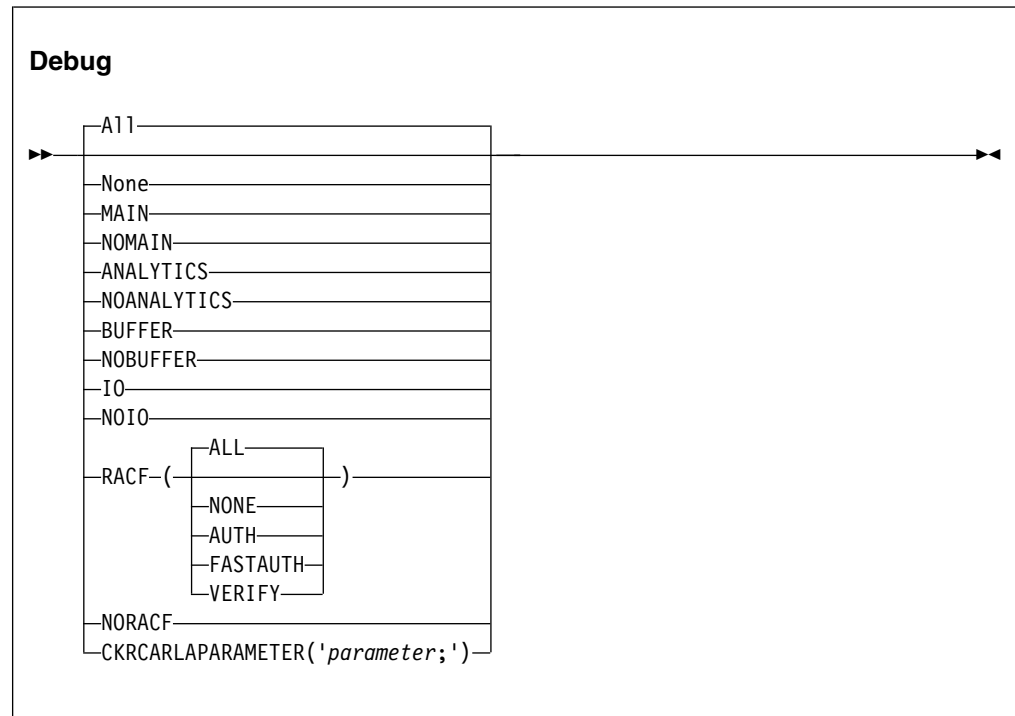 Debug
All
None
MAIN
NOMAIN
ANALYTICS
NOANALYTICS
BUFFER
NOBUFFER
IO
NOIO
ALL
RACF ( )
NONE
AUTH
FASTAUTH
VERIFY
NORACF
CKRCARLAPARAMETER('parameter;')